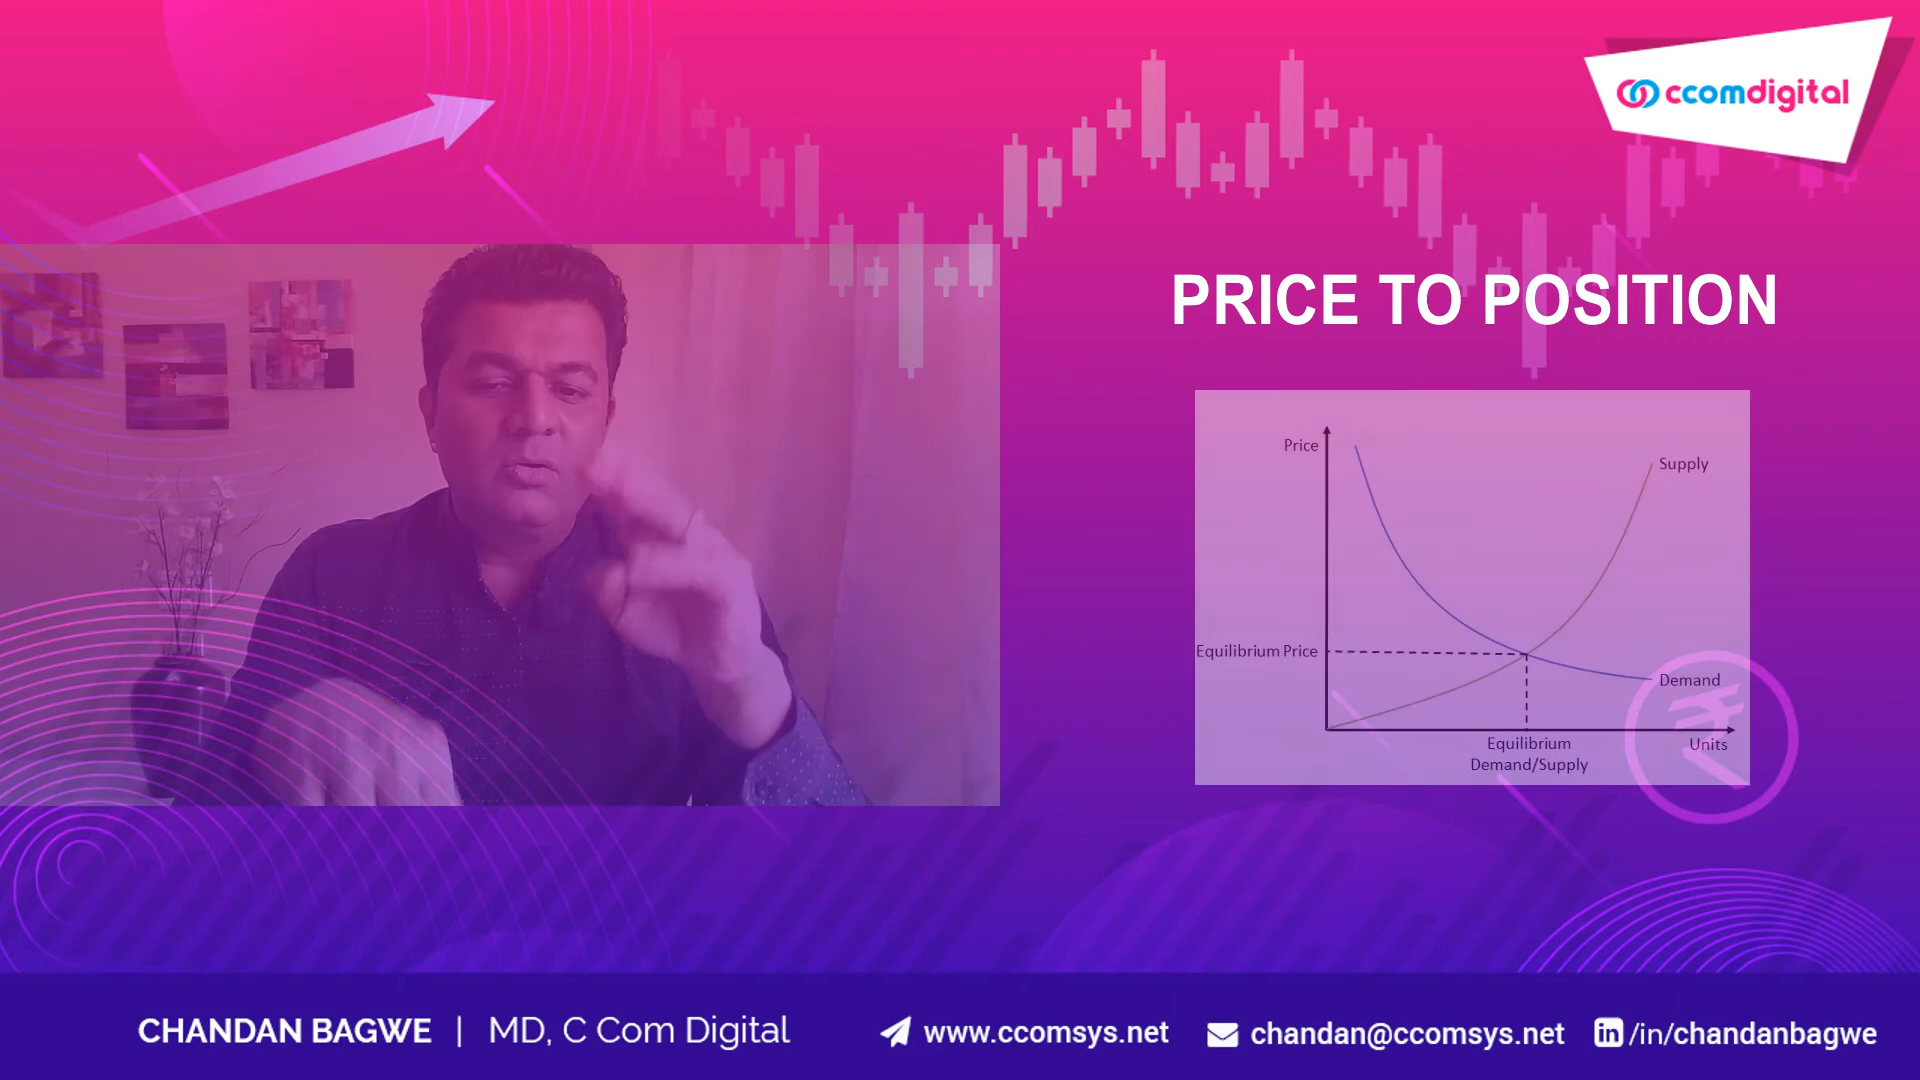 ccomdigital
PRICE TO POSITION
Price
Supply
Equilibrium Price
Demand
Equilibrium
Demand/Supply
Units
₹
CHANDAN BAGWE | MD, C Com Digital
www.ccomsys.net
chandan@ccomsys.net
in /in/chandanbagwe